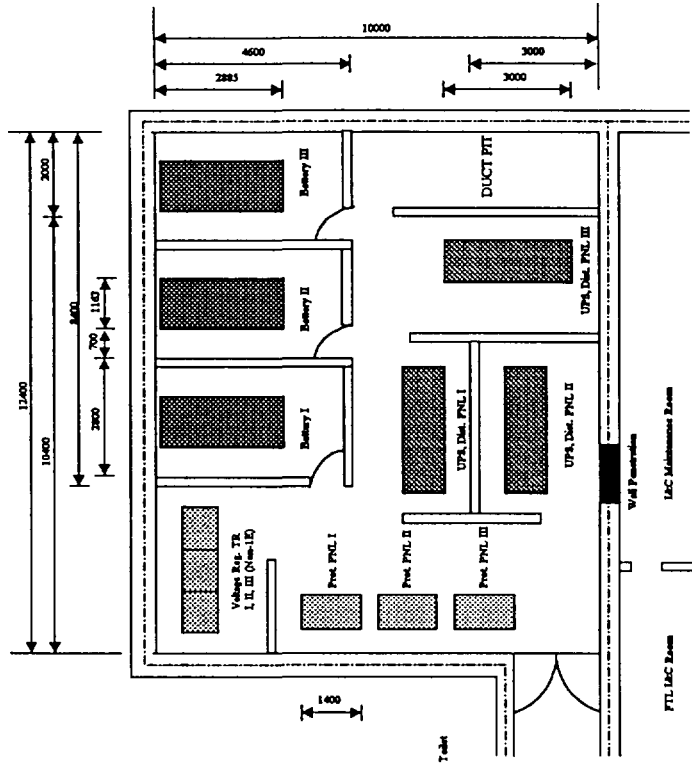 10000
4600
3000
2885
3000
12400
2000
10400
8400
1163
700
2800
Battery III
Battery II
Battery I
DUCT PIT
UPS, Dist. PNL III
UPS, Dist. PNL I
UPS, Dist. PNL II
Voltage Reg. TR
I, II, III (Non-1E)
Prot. PNL I
Prot. PNL II
Prot. PNL III
Wall Penetration
I&C Maintenance Room
FTL I&C Room
1400
Toilet